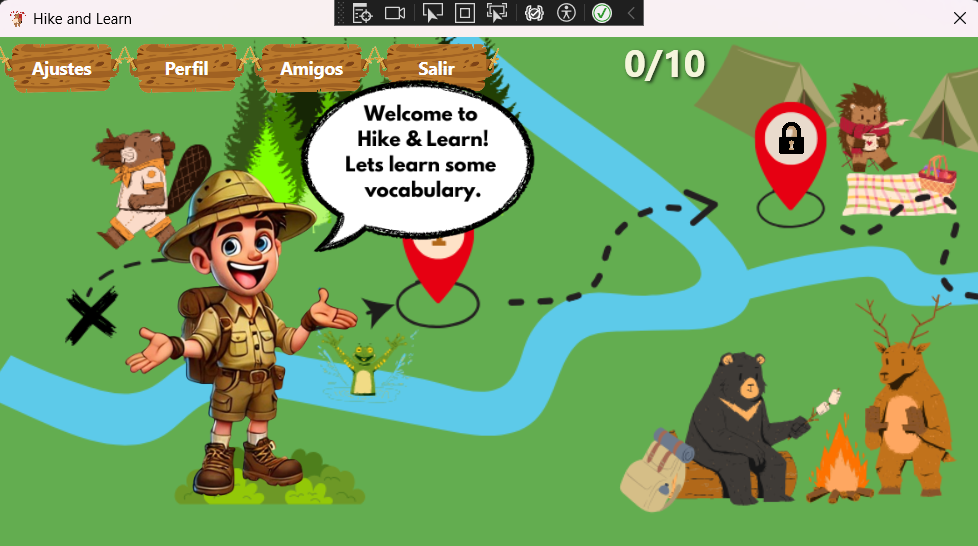 Hike and Learn
Ajustes
Perfil
Amigos
Salir
0/10
Welcome to
Hike & Learn!
Lets learn some
vocabulary.